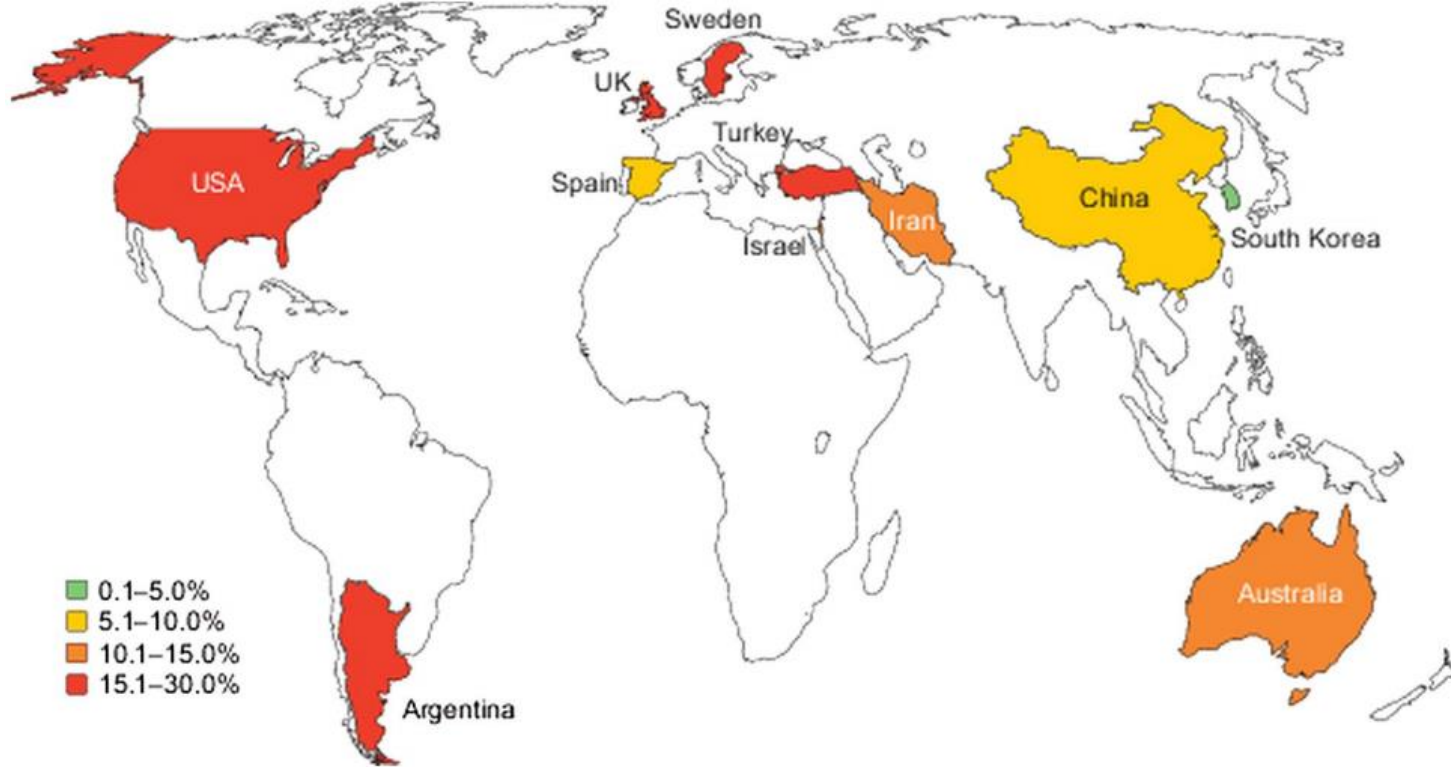 Sweden
UK
Turkey
USA
Spain
China
Iran
Israel
South Korea
Australia
0.1–5.0%
5.1–10.0%
10.1–15.0%
15.1–30.0%
Argentina